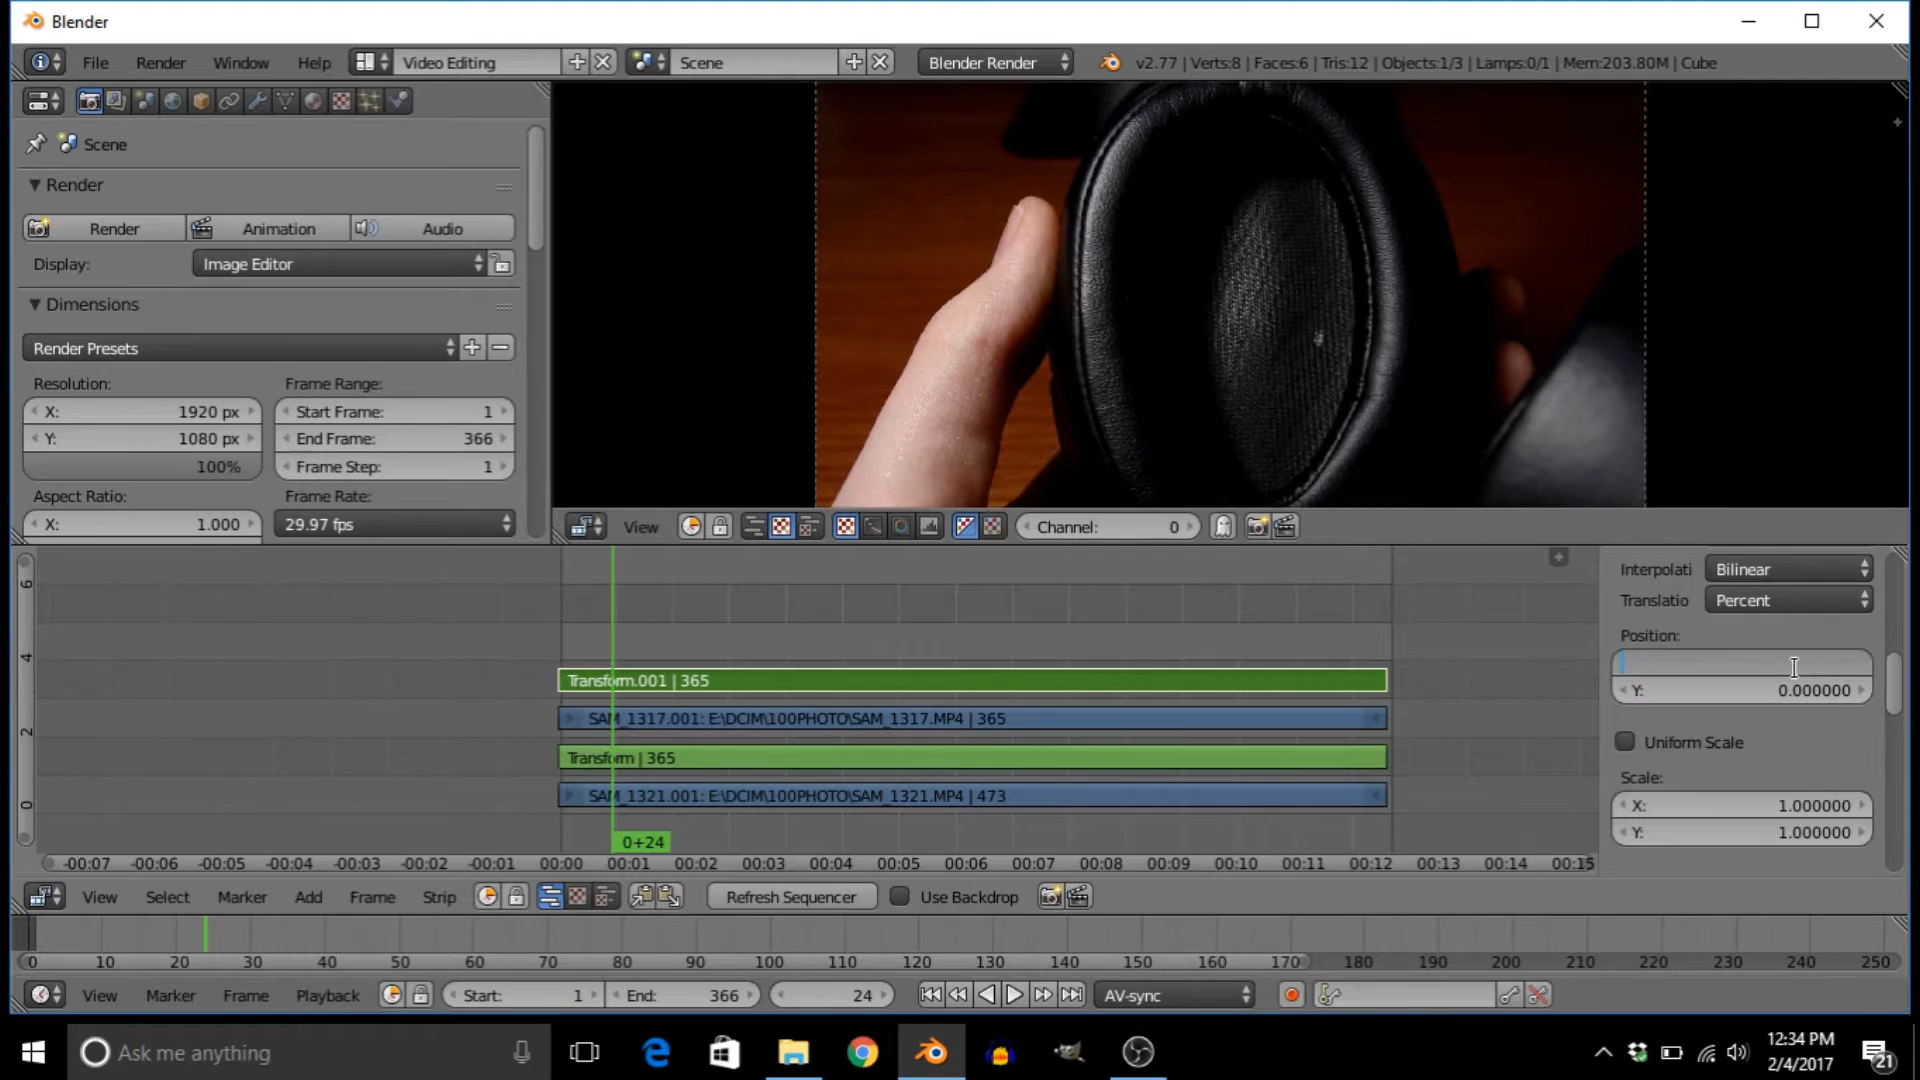 Blender
File Render Window Help Video Editing Scene Blender Render v2.77 | Verts:8 | Faces:6 | Tris:12 | Objects:1/3 | Lamps:0/1 | Mem:203.80M | Cube
Scene
Render
Render Animation Audio
Display: Image Editor
Dimensions
Render Presets
Resolution: Frame Range:
X: 1920 px Start Frame: 1
Y: 1080 px End Frame: 366
100% Frame Step: 1
Aspect Ratio: Frame Rate:
X: 1.000 29.97 fps
View Channel: 0
Interpolati Bilinear
Translatio Percent
Position:
Y: 0.000000
Uniform Scale
Scale:
X: 1.000000
Y: 1.000000
6
4
2
0
Transform.001 | 365
SAM_1317.001: E:\DCIM\100PHOTO\SAM_1317.MP4 | 365
Transform | 365
SAM_1321.001: E:\DCIM\100PHOTO\SAM_1321.MP4 | 473
0+24
-00:07 -00:06 -00:05 -00:04 -00:03 -00:02 -00:01 00:00 00:01 00:02 00:03 00:04 00:05 00:06 00:07 00:08 00:09 00:10 00:11 00:12 00:13 00:14 00:15
View Select Marker Add Frame Strip Refresh Sequencer Use Backdrop
0 10 20 30 40 50 60 70 80 90 100 110 120 130 140 150 160 170 180 190 200 210 220 230 240 250
View Marker Frame Playback Start: 1 End: 366 24 AV-sync
Ask me anything
12:34 PM
2/4/2017
21